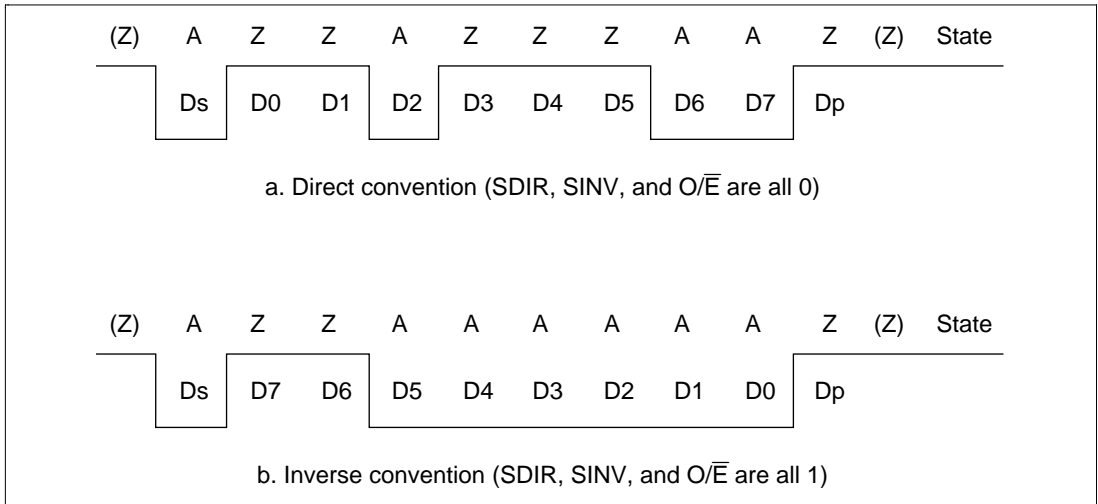 (Z) A Z Z A Z Z Z A A Z (Z) State
Ds D0 D1 D2 D3 D4 D5 D6 D7 Dp
a. Direct convention (SDIR, SINV, and O/E̅ are all 0)
(Z) A Z Z A A A A A A Z (Z) State
Ds D7 D6 D5 D4 D3 D2 D1 D0 Dp
b. Inverse convention (SDIR, SINV, and O/E̅ are all 1)